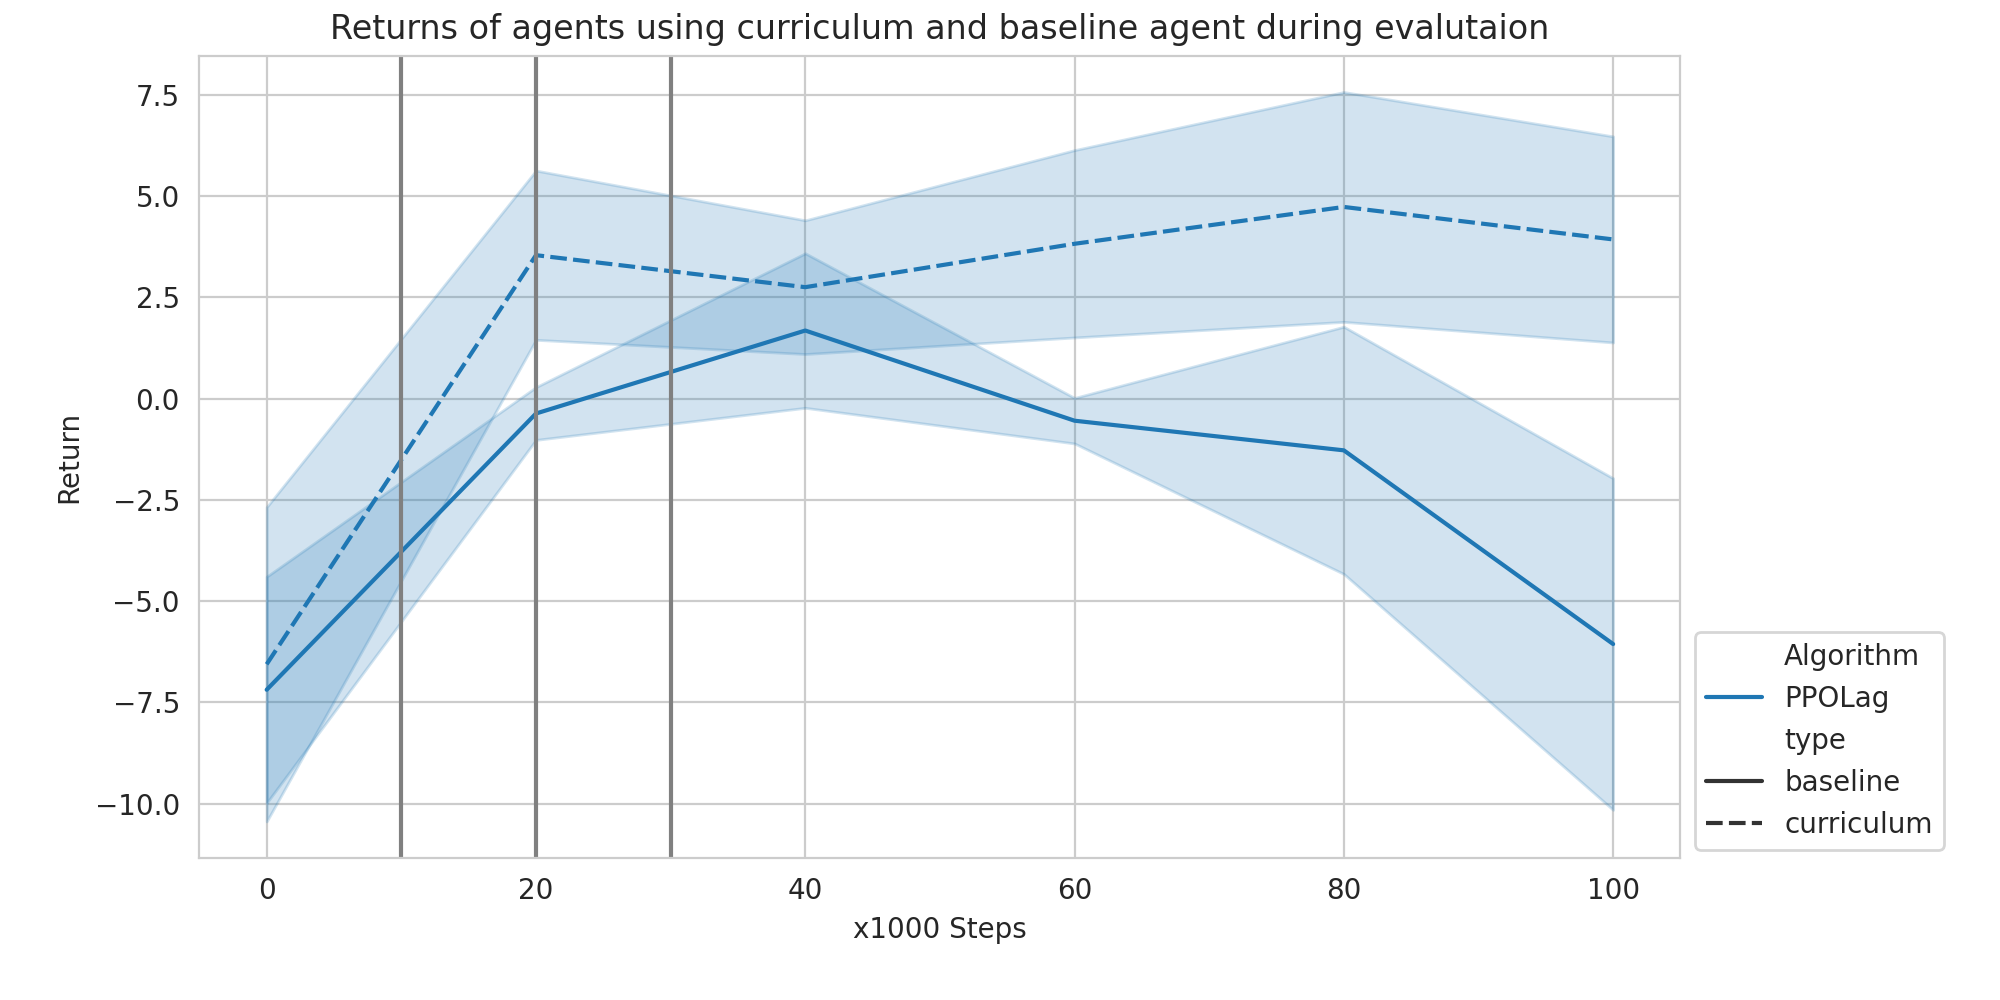 Returns of agents using curriculum and baseline agent during evalutaion
7.5
5.0
2.5
0.0
−2.5
−5.0
−7.5
−10.0
Return
0 20 40 60 80 100
x1000 Steps
Algorithm
PPOLag
type
baseline
curriculum